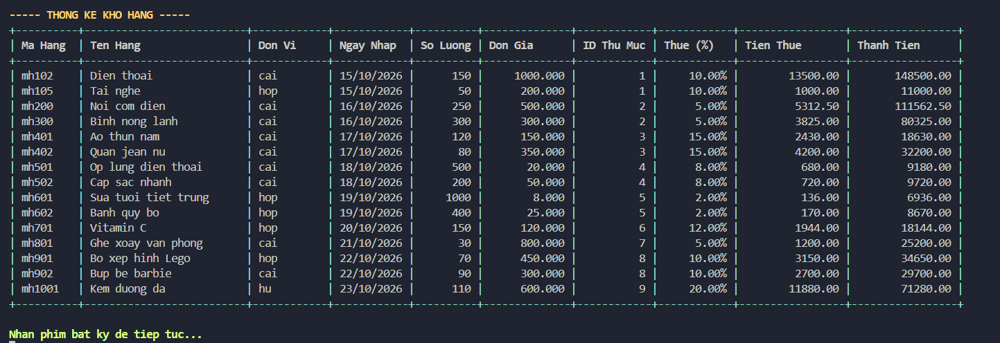 ----- THONG KE KHO HANG -----
+----------+--------------------------+------------+------------+----------+--------------+------------+------------+-----------------+-----------------+
| Ma Hang | Ten Hang | Don Vi | Ngay Nhap | So Luong | Don Gia | ID Thu Muc | Thue (%) | Tien Thue | Thanh Tien |
+----------+--------------------------+------------+------------+----------+--------------+------------+------------+-----------------+-----------------+
| mh102 | Dien thoai | cai | 15/10/2026 | 150 | 1000.000 | 1 | 10.00% | 13500.00 | 148500.00 |
| mh105 | Tai nghe | hop | 15/10/2026 | 50 | 200.000 | 1 | 10.00% | 1000.00 | 11000.00 |
| mh200 | Noi com dien | cai | 16/10/2026 | 250 | 500.000 | 2 | 5.00% | 5312.50 | 111562.50 |
| mh300 | Binh nong lanh | cai | 16/10/2026 | 300 | 300.000 | 2 | 5.00% | 3825.00 | 80325.00 |
| mh401 | Ao thun nam | cai | 17/10/2026 | 120 | 150.000 | 3 | 15.00% | 2430.00 | 18630.00 |
| mh402 | Quan jean nu | cai | 17/10/2026 | 80 | 350.000 | 3 | 15.00% | 4200.00 | 32200.00 |
| mh501 | Op lung dien thoai | cai | 18/10/2026 | 500 | 20.000 | 4 | 8.00% | 680.00 | 9180.00 |
| mh502 | Cap sac nhanh | cai | 18/10/2026 | 200 | 50.000 | 4 | 8.00% | 720.00 | 9720.00 |
| mh601 | Sua tuoi tiet trung | hop | 19/10/2026 | 1000 | 8.000 | 5 | 2.00% | 136.00 | 6936.00 |
| mh602 | Banh quy bo | hop | 19/10/2026 | 400 | 25.000 | 5 | 2.00% | 170.00 | 8670.00 |
| mh701 | Vitamin C | hop | 20/10/2026 | 150 | 120.000 | 6 | 12.00% | 1944.00 | 18144.00 |
| mh801 | Ghe xoay van phong | cai | 21/10/2026 | 30 | 800.000 | 7 | 5.00% | 1200.00 | 25200.00 |
| mh901 | Bo xep hinh Lego | hop | 22/10/2026 | 70 | 450.000 | 8 | 10.00% | 3150.00 | 34650.00 |
| mh902 | Bup be barbie | cai | 22/10/2026 | 90 | 300.000 | 8 | 10.00% | 2700.00 | 29700.00 |
| mh1001 | Kem duong da | hu | 23/10/2026 | 110 | 600.000 | 9 | 20.00% | 11880.00 | 71280.00 |
+----------+--------------------------+------------+------------+----------+--------------+------------+------------+-----------------+-----------------+
Nhan phim bat ky de tiep tuc...